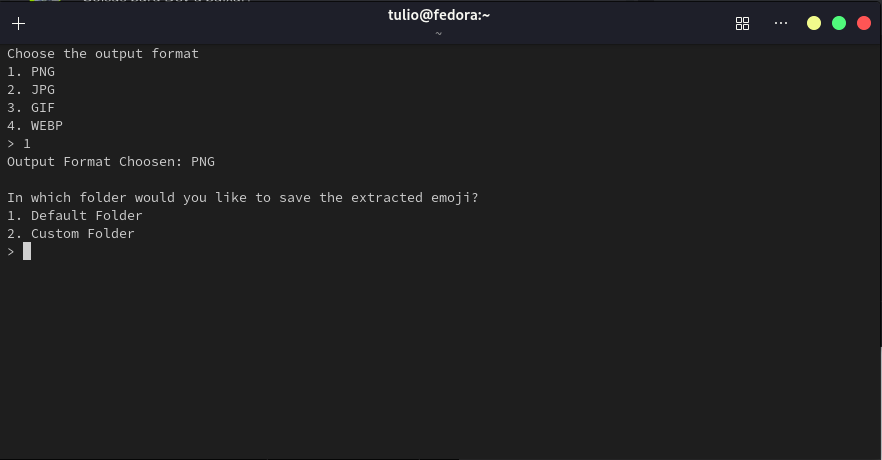 tulio@fedora:~
~
Choose the output format
1. PNG
2. JPG
3. GIF
4. WEBP
> 1
Output Format Choosen: PNG
In which folder would you like to save the extracted emoji?
1. Default Folder
2. Custom Folder
>